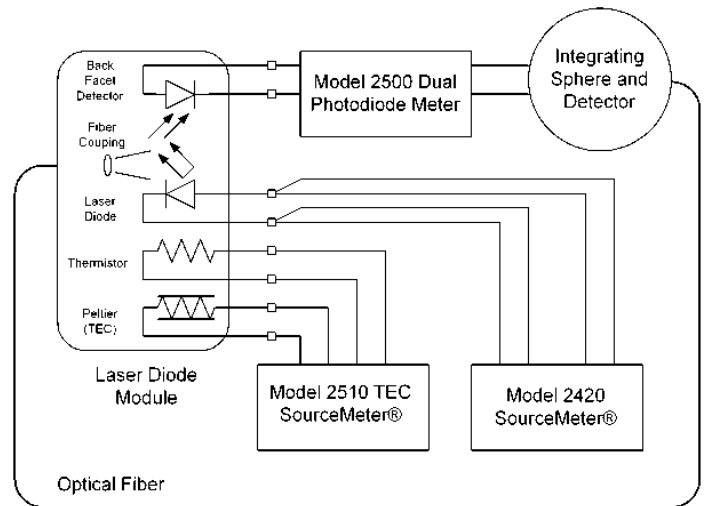 Back
Facet
Detector
Model 2500 Dual
Photodiode Meter
Integrating
Sphere and
Detector
Fiber
Couping
Laser
Diode
Thermistor
Peltier
(TEC)
Laser Diode
Module
Model 2510 TEC
SourceMeter®
Model 2420
SourceMeter®
Optical Fiber